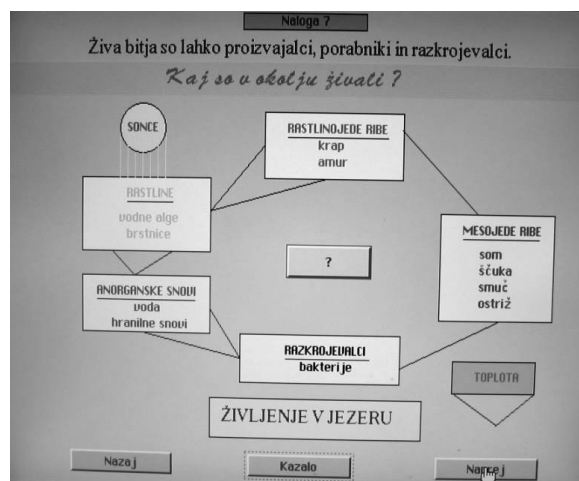 Naloga 7
Živa bitja so lahko proizvajalci, porabniki in razkrojevalci.
Kaj so v okolju živali ?
SONCE
RASTLINOJEDE RIBE
krap
amur
RASTLINE
vodne alge
brstnice
MESOJEDE RIBE
som
ščuka
smuč
ostriž
?
ANORGANSKE SNOVI
voda
hranilne snovi
RAZKROJEVALCI
bakterije
TOPLOTA
ŽIVLJENJE V JEZERU
Nazaj
Kazalo
Naprej